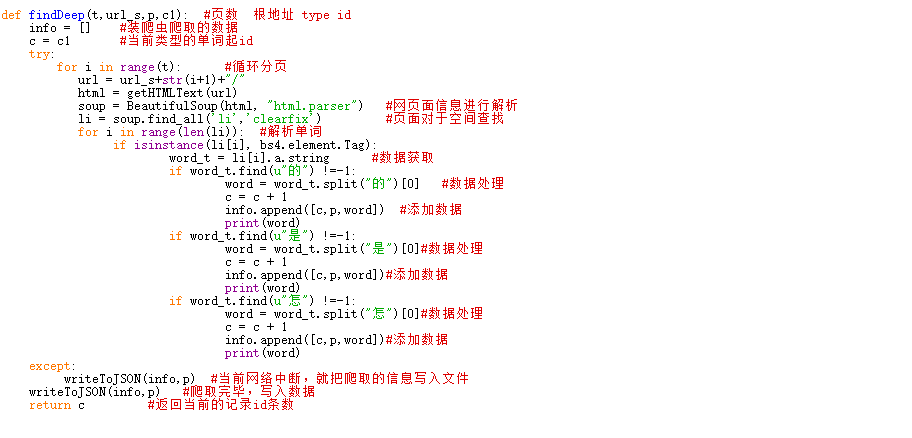 def findDeep(t,url_s,p,c1):  #页数  根地址 type id
    info = []    #装爬虫爬取的数据
    c = c1       #当前类型的单词起id
    try:
        for i in range(t):      #循环分页
            url = url_s+str(i+1)+"/"
            html = getHTMLText(url)
            soup = BeautifulSoup(html, "html.parser")   #网页面信息进行解析
            li = soup.find_all('li','clearfix')             #页面对于空间查找
            for i in range(len(li)):  #解析单词
                if isinstance(li[i], bs4.element.Tag):
                    word_t = li[i].a.string      #数据获取
                    if word_t.find(u"的") !=-1:
                        word = word_t.split("的")[0]   #数据处理
                        c = c + 1
                        info.append([c,p,word])  #添加数据
                        print(word)
                    if word_t.find(u"是") !=-1:
                        word = word_t.split("是")[0]#数据处理
                        c = c + 1
                        info.append([c,p,word])#添加数据
                        print(word)
                    if word_t.find(u"怎") !=-1:
                        word = word_t.split("怎")[0]#数据处理
                        c = c + 1
                        info.append([c,p,word])#添加数据
                        print(word)
    except:
         writeToJSON(info,p)  #当前网络中断，就把爬取的信息写入文件
    writeToJSON(info,p)   #爬取完毕，写入数据
    return c         #返回当前的记录id条数